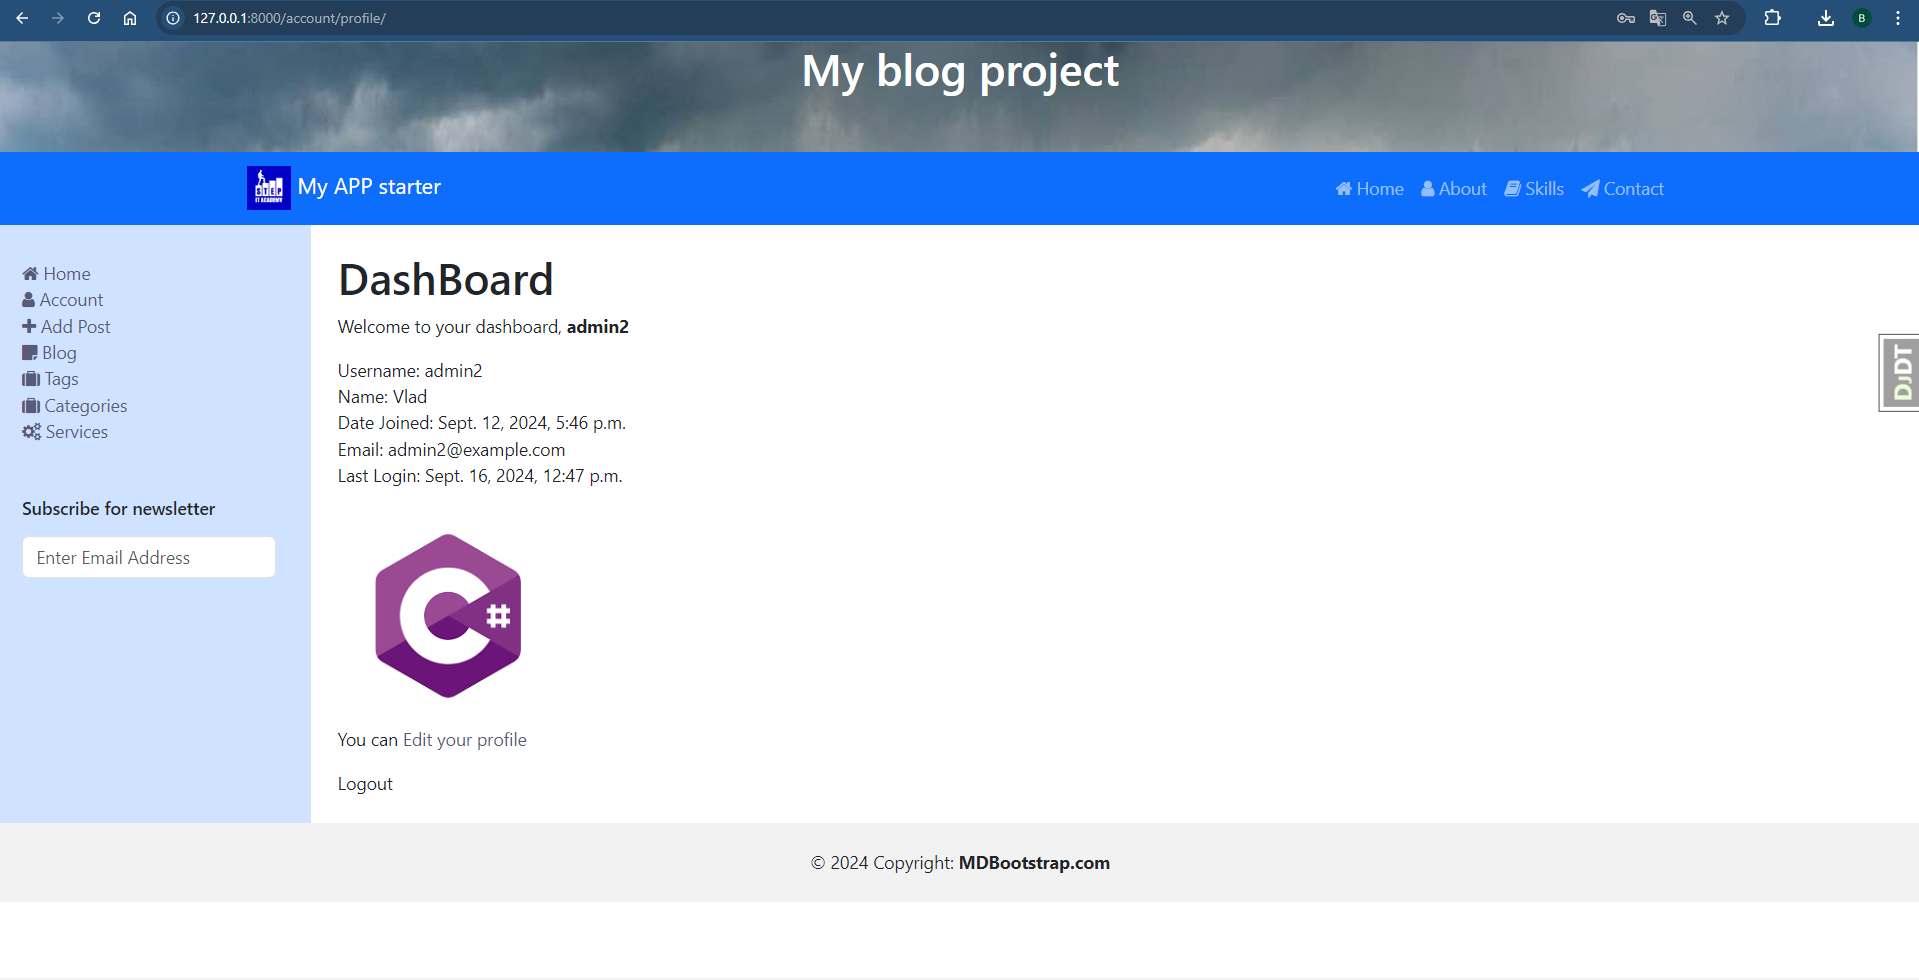 127.0.0.1:8000/account/profile/
B
My blog project
STEP
IT ACADEMY
My APP starter
Home
About
Skills
Contact
Home
Account
Add Post
Blog
Tags
Categories
Services
Subscribe for newsletter
Enter Email Address
DashBoard
Welcome to your dashboard, admin2
Username: admin2
Name: Vlad
Date Joined: Sept. 12, 2024, 5:46 p.m.
Email: admin2@example.com
Last Login: Sept. 16, 2024, 12:47 p.m.
C#
You can Edit your profile
Logout
DJDT
© 2024 Copyright: MDBootstrap.com